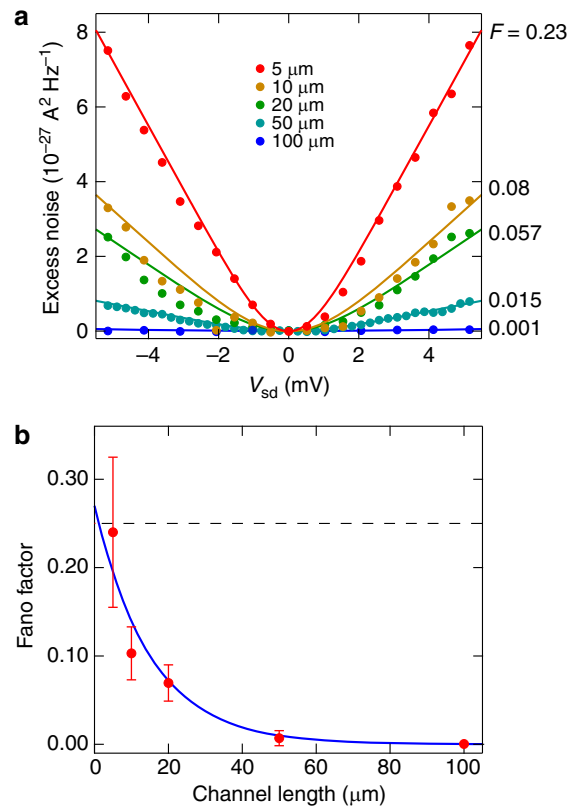 a
F = 0.23
8
6
4
2
0
Excess noise (10⁻²⁷ A² Hz⁻¹)
5 μm
10 μm
20 μm
50 μm
100 μm
0.08
0.057
0.015
0.001
−4 −2 0 2 4
V_sd (mV)
b
0.30
0.20
0.10
0.00
Fano factor
0 20 40 60 80 100
Channel length (μm)